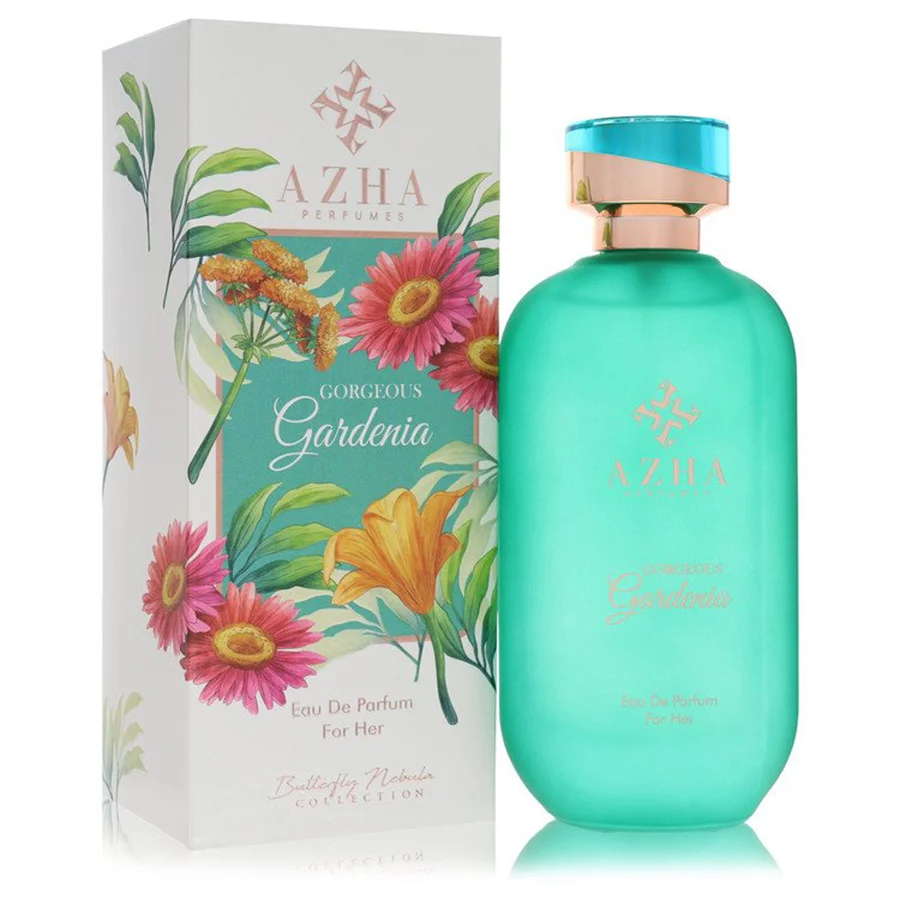 AZHA
PERFUMES
GORGEOUS
Gardenia
Eau De Parfum
For Her
Butterfly Nebula
COLLECTION
AZHA
PERFUMES
GORGEOUS
Gardenia
Eau De Parfum
For Her